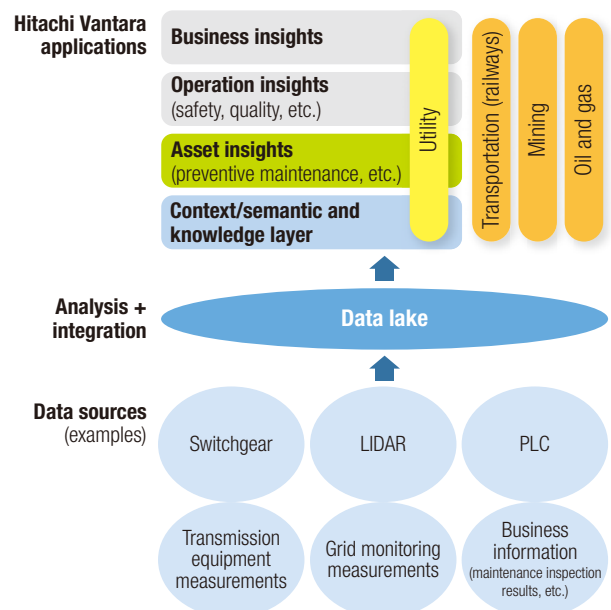 Hitachi Vantara
applications
Business insights
Operation insights
(safety, quality, etc.)
Asset insights
(preventive maintenance, etc.)
Context/semantic and
knowledge layer
Utility
Transportation (railways)
Mining
Oil and gas
Analysis +
integration
Data lake
Data sources
(examples)
Switchgear
LIDAR
PLC
Transmission
equipment
measurements
Grid monitoring
measurements
Business
information
(maintenance inspection
results, etc.)